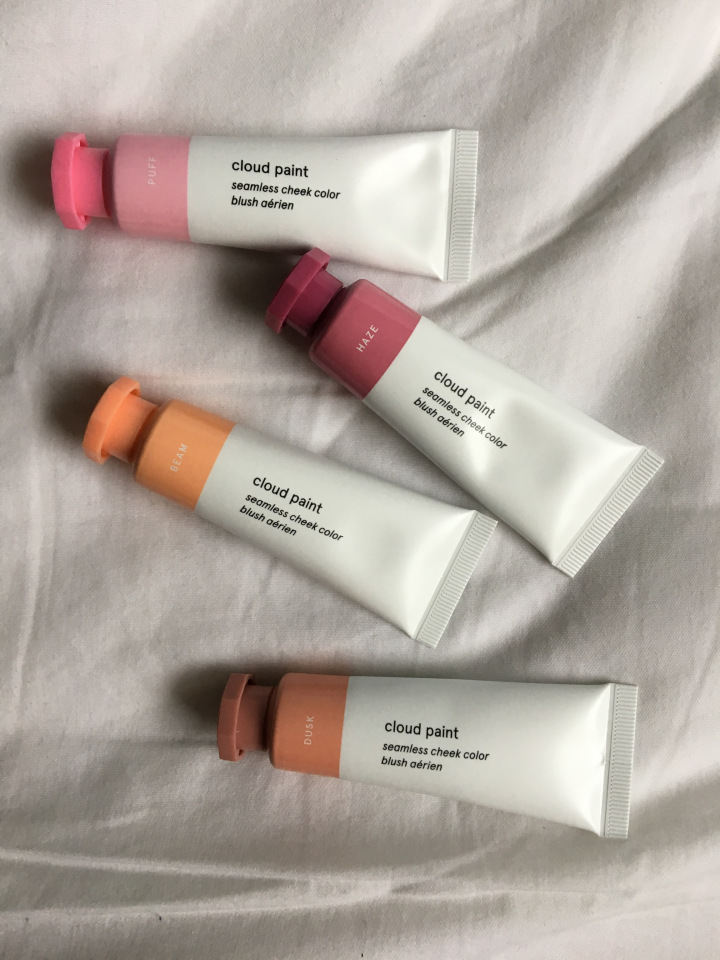 PUFF
cloud paint
seamless cheek color
blush aérien
HAZE
cloud paint
seamless cheek color
blush aérien
BEAM
cloud paint
seamless cheek color
blush aérien
DUSK
cloud paint
seamless cheek color
blush aérien